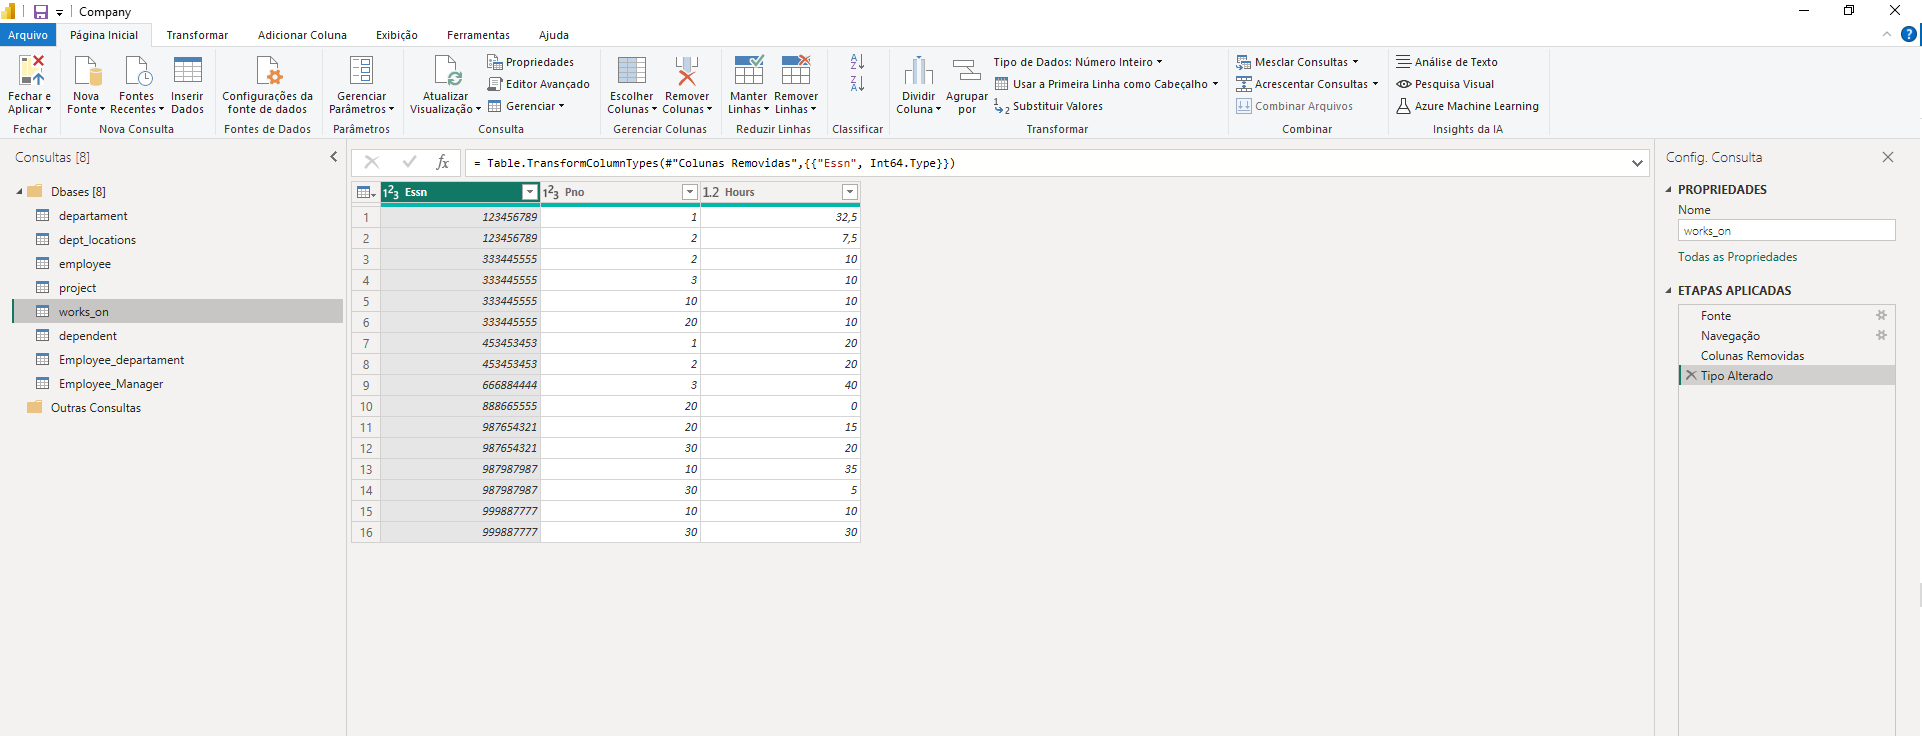 Company
Arquivo Página Inicial Transformar Adicionar Coluna Exibição Ferramentas Ajuda
Fechar e Aplicar
Fechar
Nova Fonte
Fontes Recentes
Inserir Dados
Nova Consulta
Configurações da fonte de dados
Fontes de Dados
Gerenciar Parâmetros
Parâmetros
Atualizar Visualização
Propriedades
Editor Avançado
Gerenciar
Consulta
Escolher Colunas
Remover Colunas
Gerenciar Colunas
Manter Linhas
Remover Linhas
Reduzir Linhas
A Z
Z A
Classificar
Dividir Coluna
Agrupar por
Tipo de Dados: Número Inteiro
Usar a Primeira Linha como Cabeçalho
1 2 Substituir Valores
Transformar
Mesclar Consultas
Acrescentar Consultas
Combinar Arquivos
Combinar
Análise de Texto
Pesquisa Visual
Azure Machine Learning
Insights da IA
?
Consultas [8]
Dbases [8]
departament
dept_locations
employee
project
works_on
dependent
Employee_departament
Employee_Manager
Outras Consultas
fx = Table.TransformColumnTypes(#"Colunas Removidas",{{"Essn", Int64.Type}})
123 Essn 123 Pno 1.2 Hours
1 123456789 1 32,5
2 123456789 2 7,5
3 333445555 2 10
4 333445555 3 10
5 333445555 10 10
6 333445555 20 10
7 453453453 1 20
8 453453453 2 20
9 666884444 3 40
10 888665555 20 0
11 987654321 20 15
12 987654321 30 20
13 987987987 10 35
14 987987987 30 5
15 999887777 10 10
16 999887777 30 30
Config. Consulta
PROPRIEDADES
Nome
works_on
Todas as Propriedades
ETAPAS APLICADAS
Fonte
Navegação
Colunas Removidas
Tipo Alterado